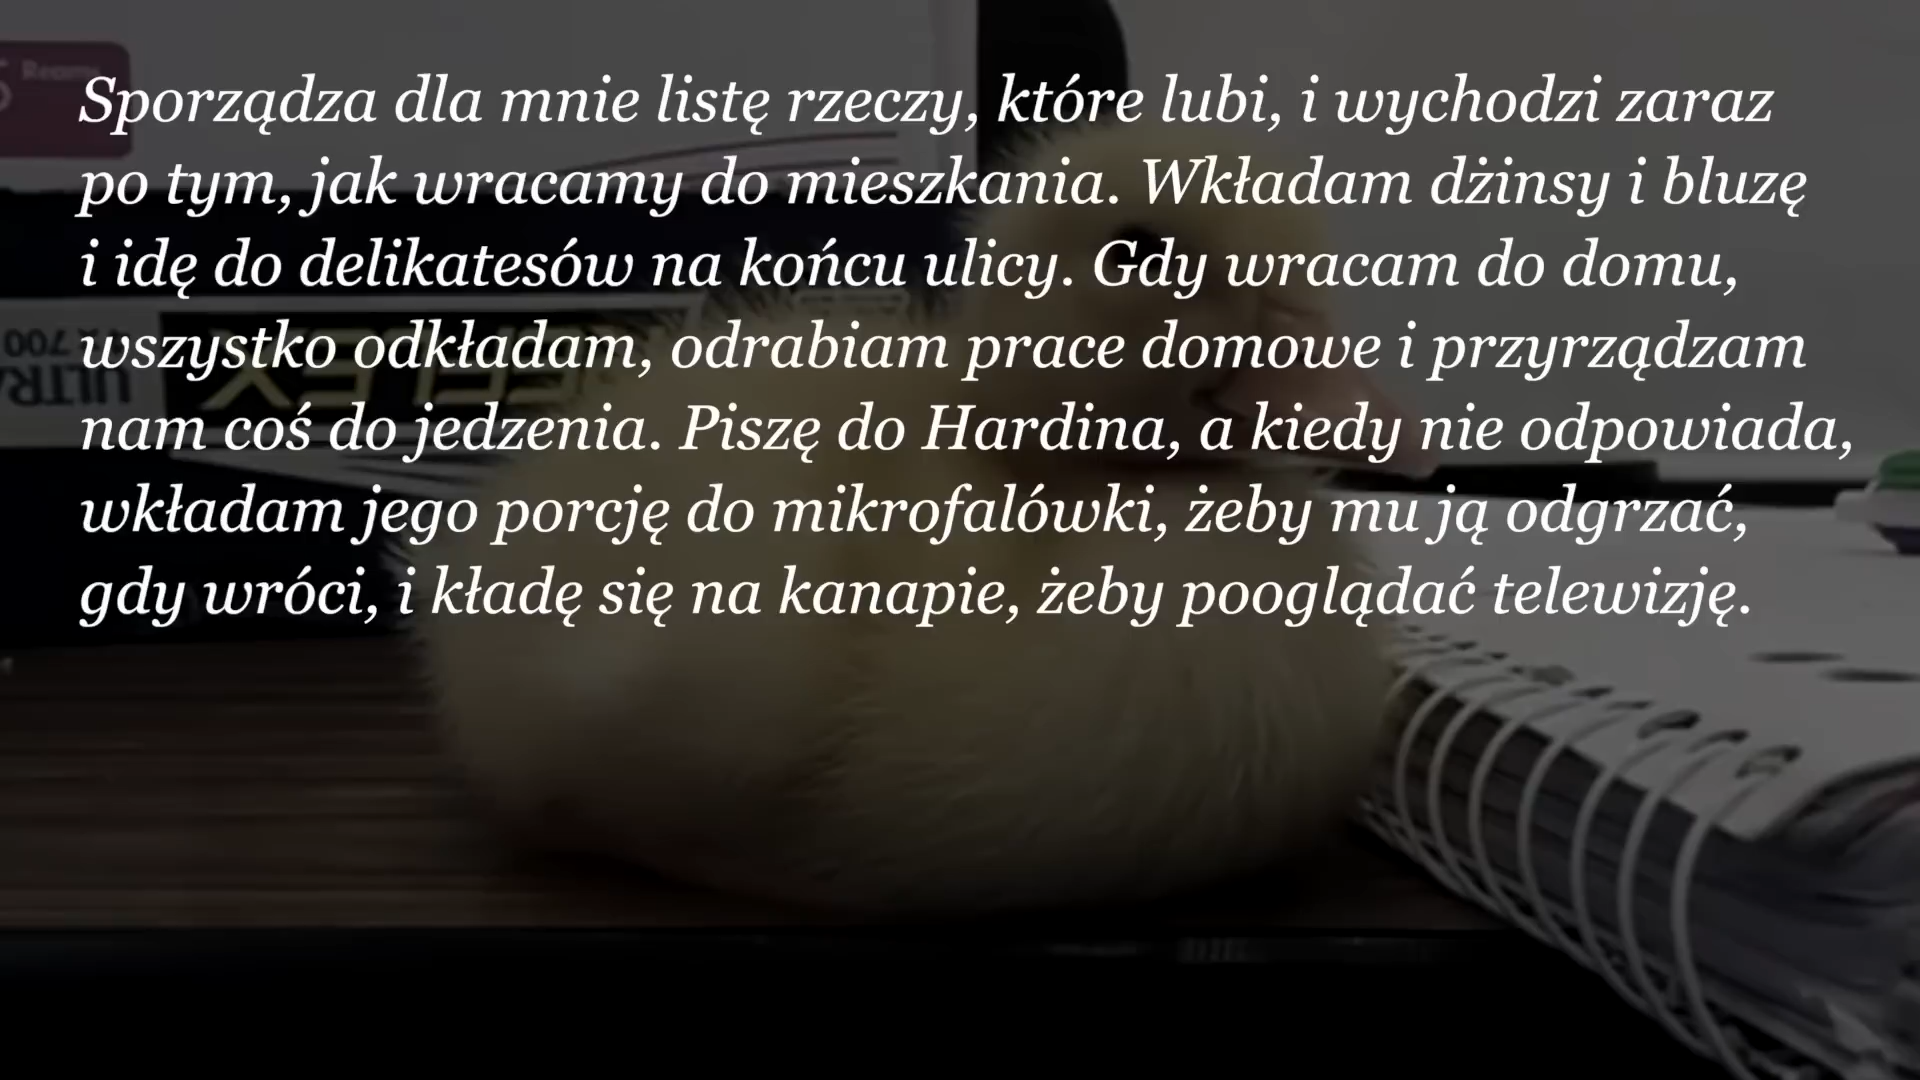 Sporządza dla mnie listę rzeczy, które lubi, i wychodzi zaraz
po tym, jak wracamy do mieszkania. Wkładam dżinsy i bluzę
i idę do delikatesów na końcu ulicy. Gdy wracam do domu,
wszystko odkładam, odrabiam prace domowe i przyrządzam
nam coś do jedzenia. Piszę do Hardina, a kiedy nie odpowiada,
wkładam jego porcję do mikrofalówki, żeby mu ją odgrzać,
gdy wróci, i kładę się na kanapie, żeby pooglądać telewizję.
700
ULTRA